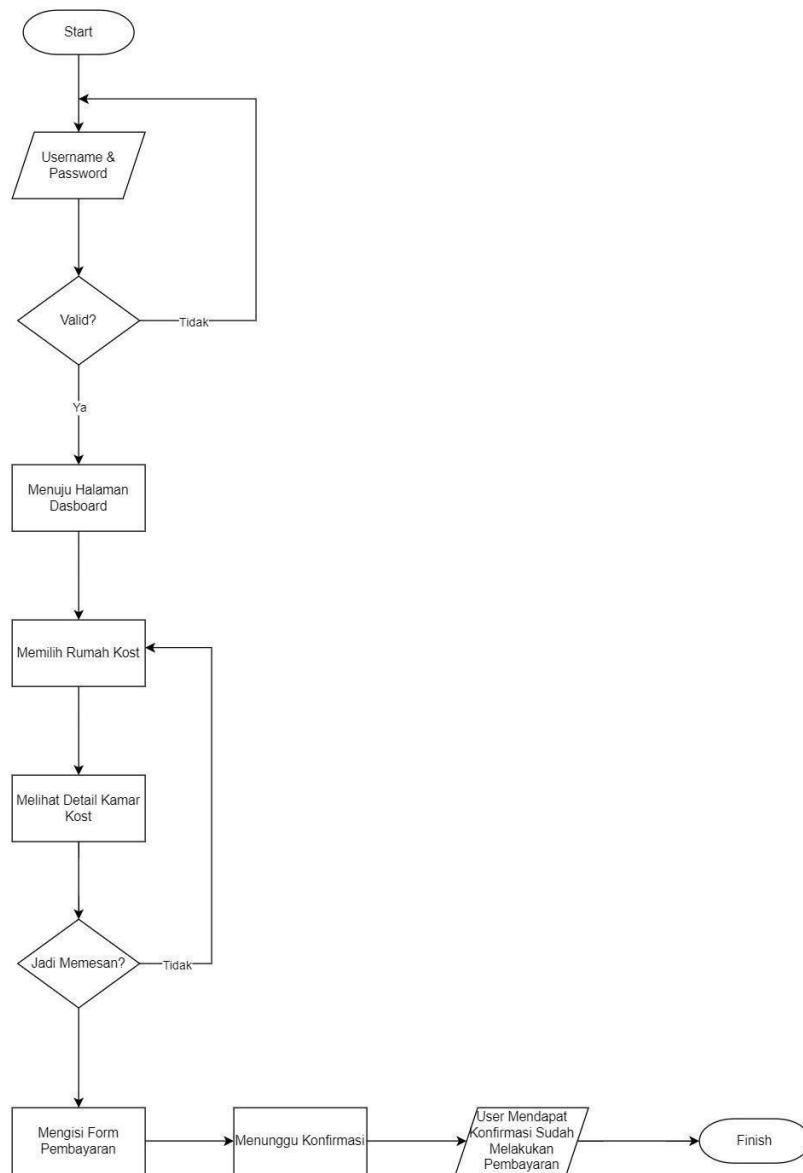 Start
Username &
Password
Valid?
Tidak
Ya
Menuju Halaman
Dasboard
Memilih Rumah Kost
Melihat Detail Kamar
Kost
Jadi Memesan?
Tidak
Mengisi Form
Pembayaran
Menunggu Konfirmasi
User Mendapat
Konfirmasi Sudah
Melakukan
Pembayaran
Finish